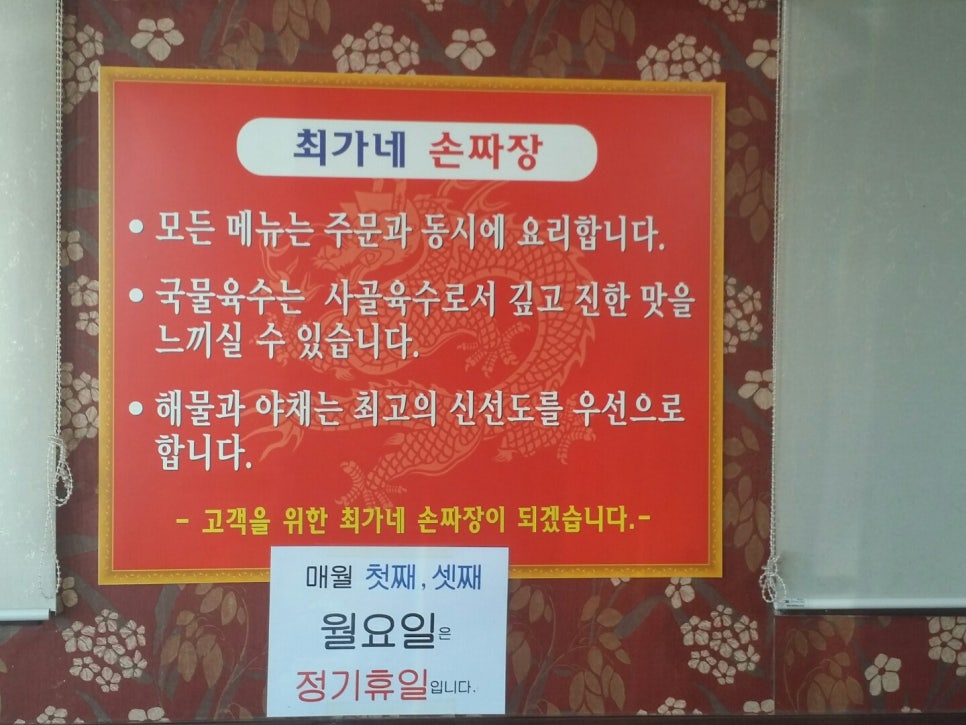 최가네 손짜장
• 모든 메뉴는 주문과 동시에 요리합니다.
• 국물육수는 사골육수로서 깊고 진한 맛을
느끼실 수 있습니다.
• 해물과 야채는 최고의 신선도를 우선으로
합니다.
- 고객을 위한 최가네 손짜장이 되겠습니다.-
매월 첫째, 셋째
월요일은
정기휴일입니다.